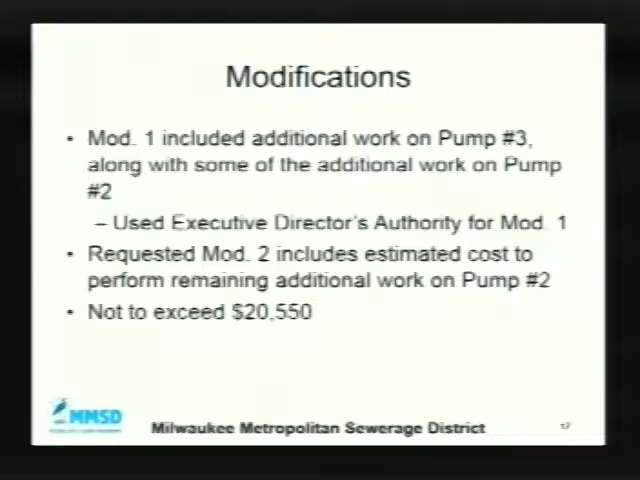 Modifications
• Mod. 1 included additional work on Pump #3,
along with some of the additional work on Pump
#2
– Used Executive Director's Authority for Mod. 1
• Requested Mod. 2 includes estimated cost to
perform remaining additional work on Pump #2
• Not to exceed $20,550
MMSD
Milwaukee Metropolitan Sewerage District
17